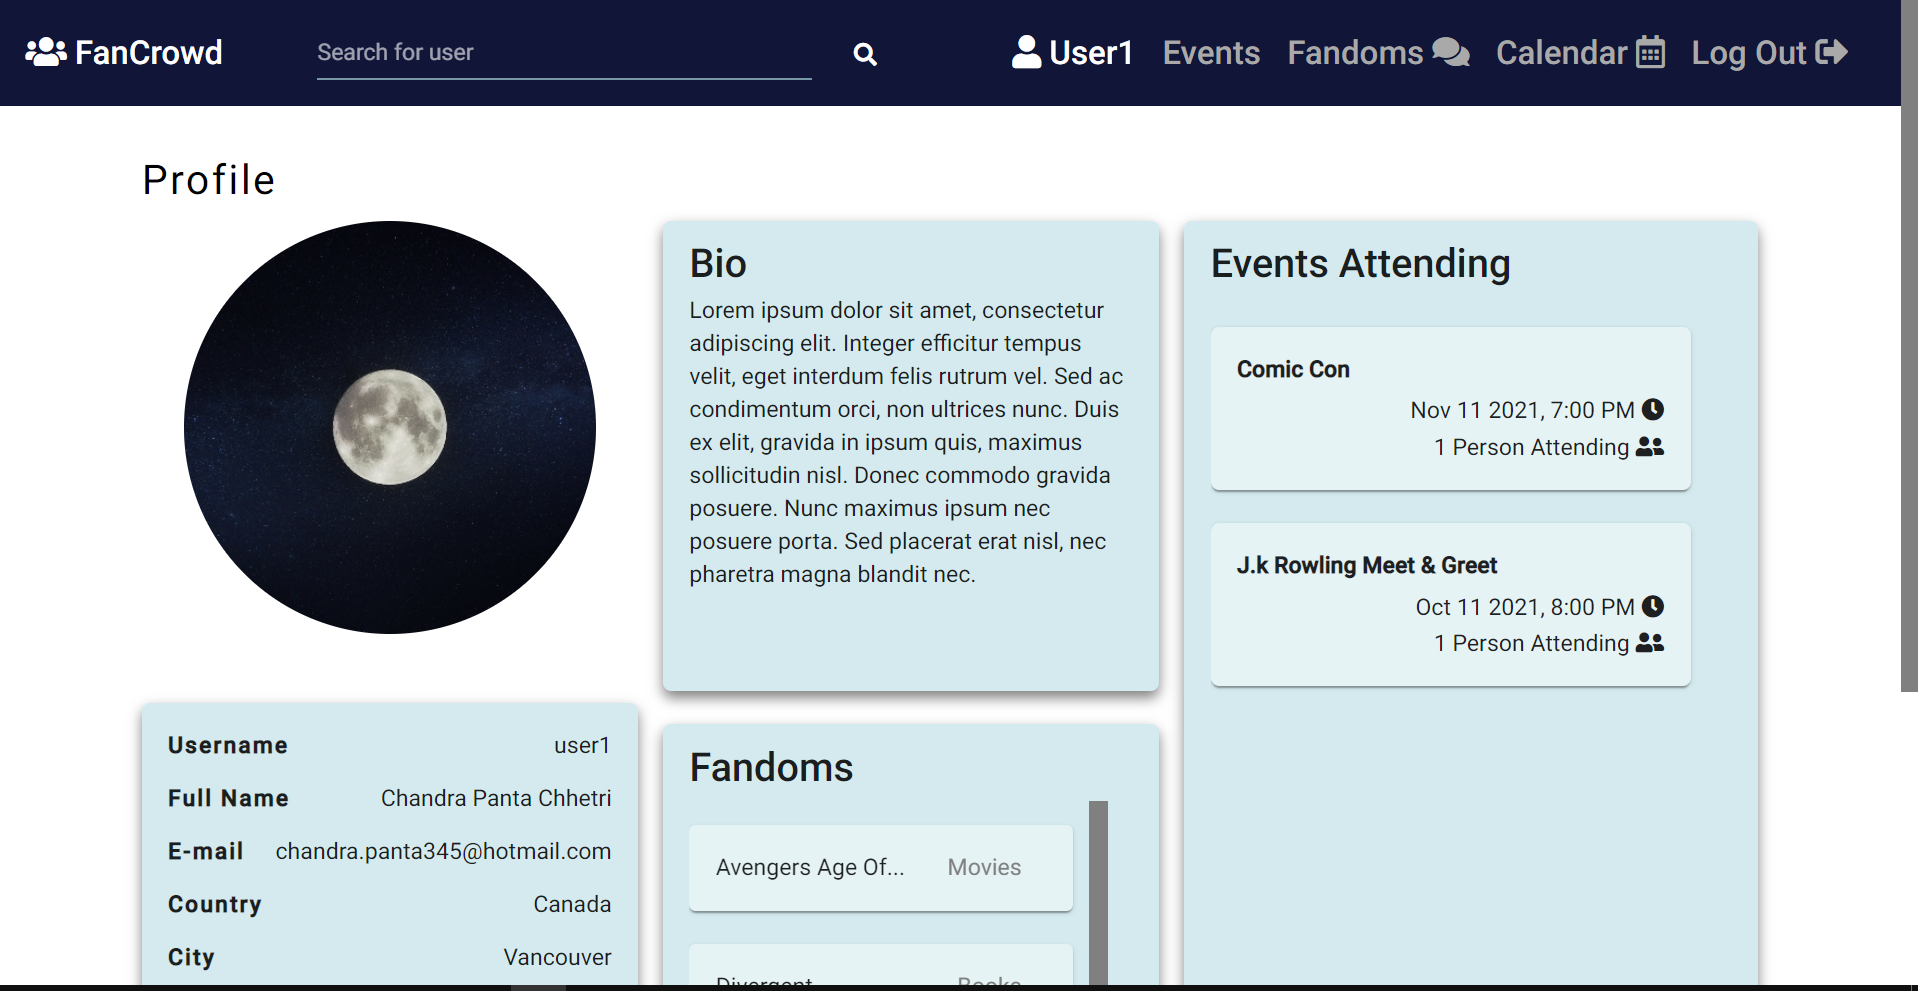 FanCrowd
Search for user
User1
Events
Fandoms
Calendar
Log Out
Profile
Bio
Lorem ipsum dolor sit amet, consectetur
adipiscing elit. Integer efficitur tempus
velit, eget interdum felis rutrum vel. Sed ac
condimentum orci, non ultrices nunc. Duis
ex elit, gravida in ipsum quis, maximus
sollicitudin nisl. Donec commodo gravida
posuere. Nunc maximus ipsum nec
posuere porta. Sed placerat erat nisl, nec
pharetra magna blandit nec.
Events Attending
Comic Con
Nov 11 2021, 7:00 PM
1 Person Attending
J.k Rowling Meet & Greet
Oct 11 2021, 8:00 PM
1 Person Attending
Username user1
Full Name Chandra Panta Chhetri
E-mail chandra.panta345@hotmail.com
Country Canada
City Vancouver
Fandoms
Avengers Age Of... Movies
Divergent Books